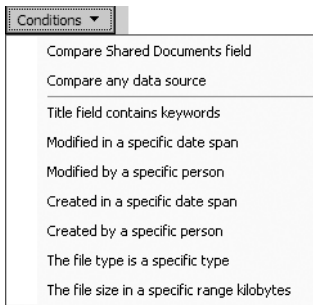 Conditions ▼
Compare Shared Documents field
Compare any data source
Title field contains keywords
Modified in a specific date span
Modified by a specific person
Created in a specific date span
Created by a specific person
The file type is a specific type
The file size in a specific range kilobytes